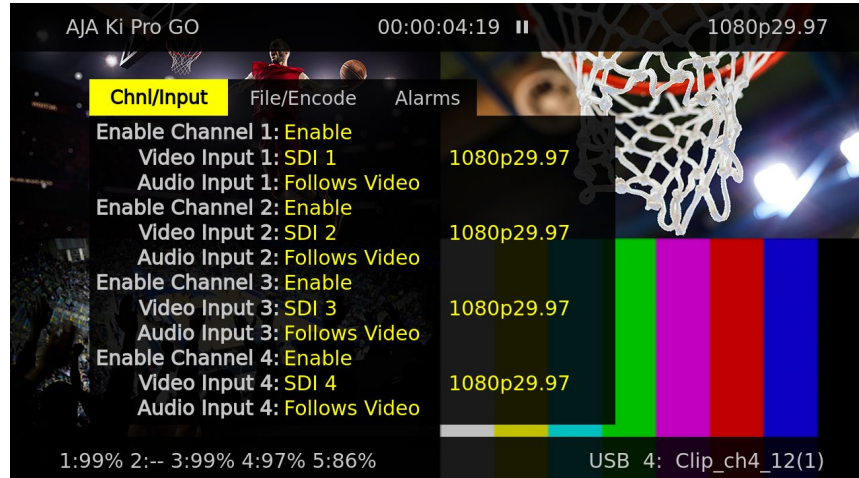 AJA Ki Pro GO 00:00:04:19 ⏸ 1080p29.97
Chnl/Input File/Encode Alarms
Enable Channel 1: Enable
Video Input 1: SDI 1 1080p29.97
Audio Input 1: Follows Video
Enable Channel 2: Enable
Video Input 2: SDI 2 1080p29.97
Audio Input 2: Follows Video
Enable Channel 3: Enable
Video Input 3: SDI 3 1080p29.97
Audio Input 3: Follows Video
Enable Channel 4: Enable
Video Input 4: SDI 4 1080p29.97
Audio Input 4: Follows Video
1:99% 2:-- 3:99% 4:97% 5:86% USB 4: Clip_ch4_12(1)